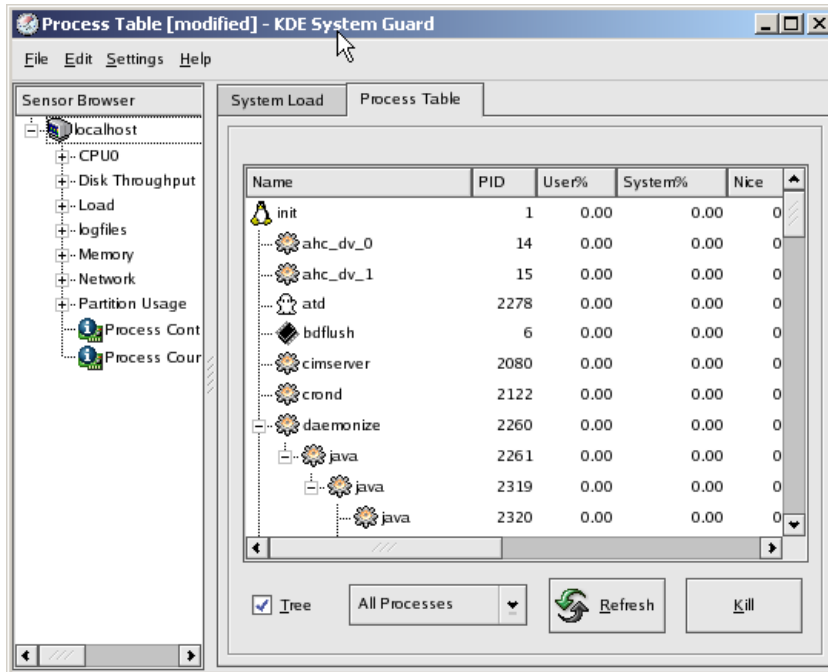 Process Table [modified] - KDE System Guard
File Edit Settings Help
Sensor Browser
localhost
CPU0
Disk Throughput
Load
logfiles
Memory
Network
Partition Usage
Process Cont
Process Cour
System Load Process Table
Name PID User% System% Nice
init 1 0.00 0.00 0
ahc_dv_0 14 0.00 0.00 0
ahc_dv_1 15 0.00 0.00 0
atd 2278 0.00 0.00 0
bdflush 6 0.00 0.00 0
cimserver 2080 0.00 0.00 0
crond 2122 0.00 0.00 0
daemonize 2260 0.00 0.00 0
java 2261 0.00 0.00 0
java 2319 0.00 0.00 0
java 2320 0.00 0.00 0
Tree All Processes Refresh Kill